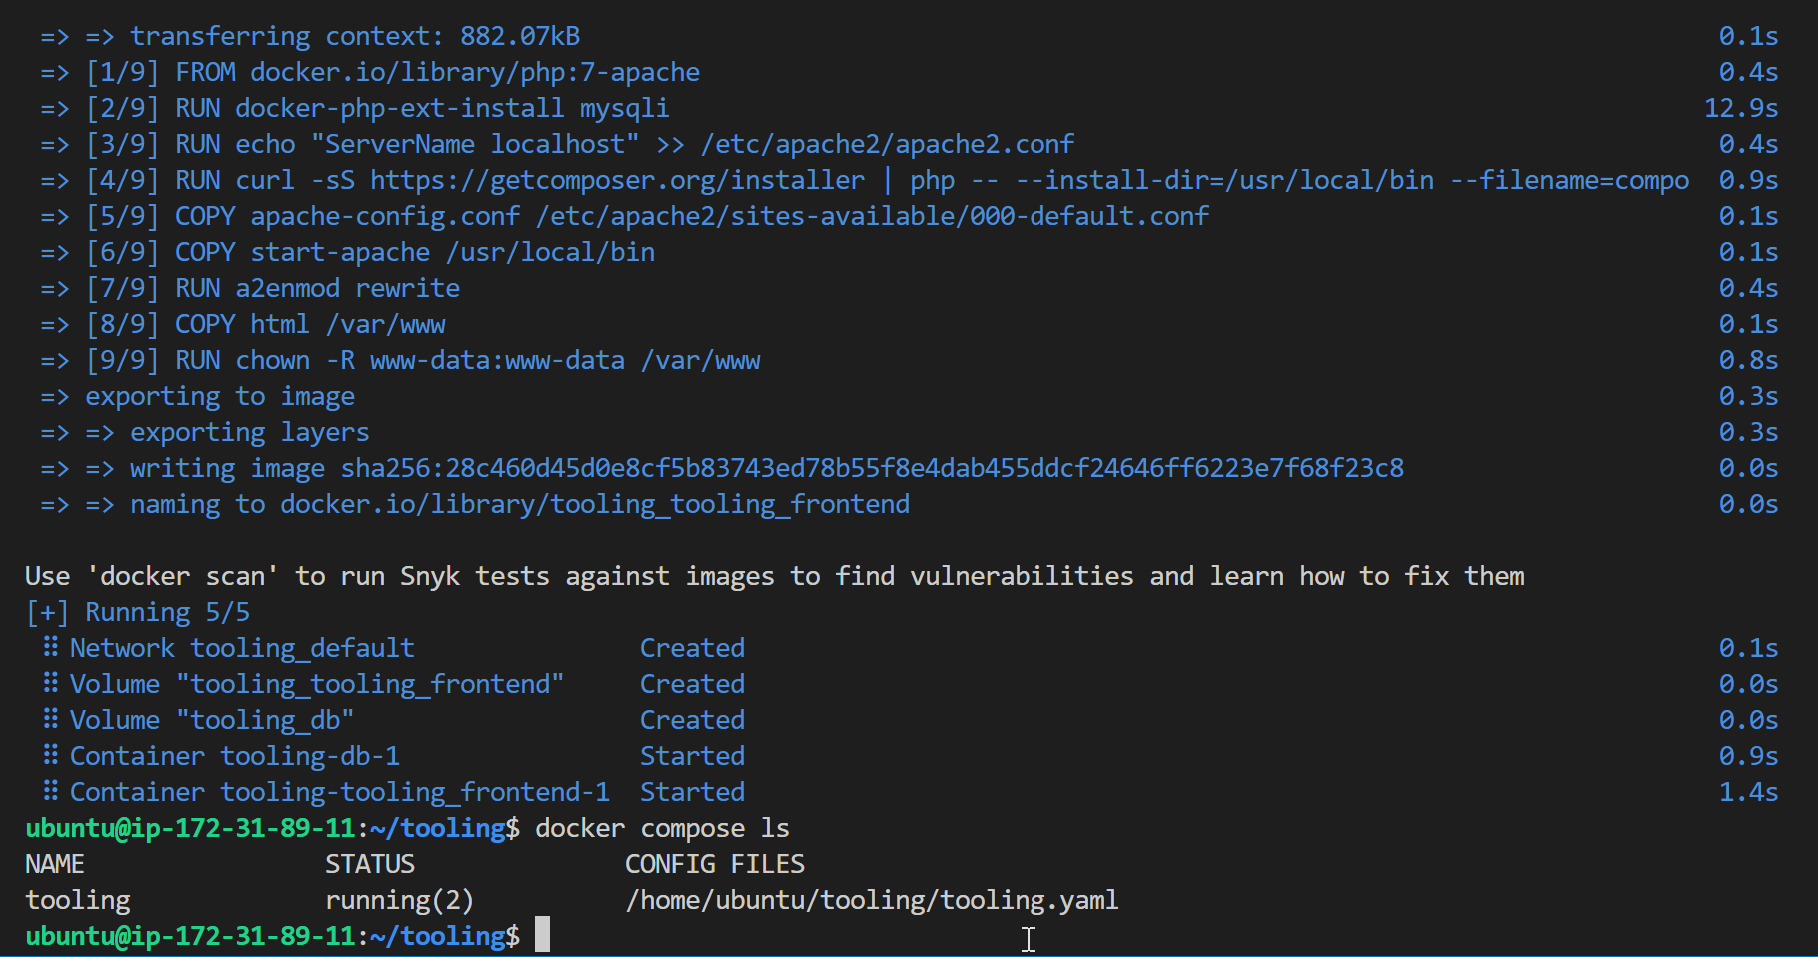 => => transferring context: 882.07kB 0.1s
=> [1/9] FROM docker.io/library/php:7-apache 0.4s
=> [2/9] RUN docker-php-ext-install mysqli 12.9s
=> [3/9] RUN echo "ServerName localhost" >> /etc/apache2/apache2.conf 0.4s
=> [4/9] RUN curl -sS https://getcomposer.org/installer | php -- --install-dir=/usr/local/bin --filename=compo 0.9s
=> [5/9] COPY apache-config.conf /etc/apache2/sites-available/000-default.conf 0.1s
=> [6/9] COPY start-apache /usr/local/bin 0.1s
=> [7/9] RUN a2enmod rewrite 0.4s
=> [8/9] COPY html /var/www 0.1s
=> [9/9] RUN chown -R www-data:www-data /var/www 0.8s
=> exporting to image 0.3s
=> => exporting layers 0.3s
=> => writing image sha256:28c460d45d0e8cf5b83743ed78b55f8e4dab455ddcf24646ff6223e7f68f23c8 0.0s
=> => naming to docker.io/library/tooling_tooling_frontend 0.0s
Use 'docker scan' to run Snyk tests against images to find vulnerabilities and learn how to fix them
[+] Running 5/5
⠿ Network tooling_default Created 0.1s
⠿ Volume "tooling_tooling_frontend" Created 0.0s
⠿ Volume "tooling_db" Created 0.0s
⠿ Container tooling-db-1 Started 0.9s
⠿ Container tooling-tooling_frontend-1 Started 1.4s
ubuntu@ip-172-31-89-11:~/tooling$ docker compose ls
NAME STATUS CONFIG FILES
tooling running(2) /home/ubuntu/tooling/tooling.yaml
ubuntu@ip-172-31-89-11:~/tooling$